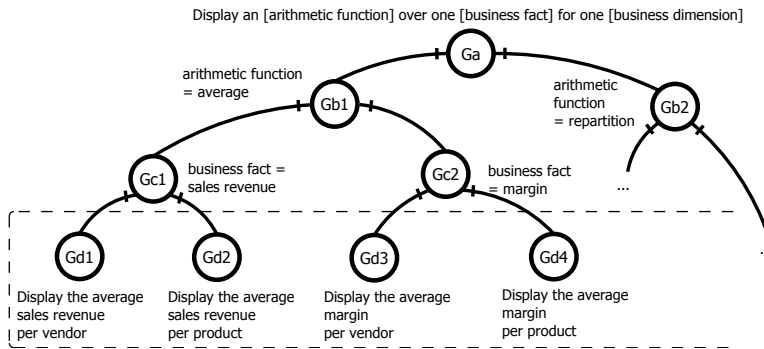 Display an [arithmetic function] over one [business fact] for one [business dimension]
Ga
arithmetic function
= average
Gb1
arithmetic
function
= repartition
Gb2
Gc1
business fact =
sales revenue
Gc2
business fact
= margin
...
Gd1
Gd2
Gd3
Gd4
Display the average
sales revenue
per vendor
Display the average
sales revenue
per product
Display the average
margin
per vendor
Display the average
margin
per product